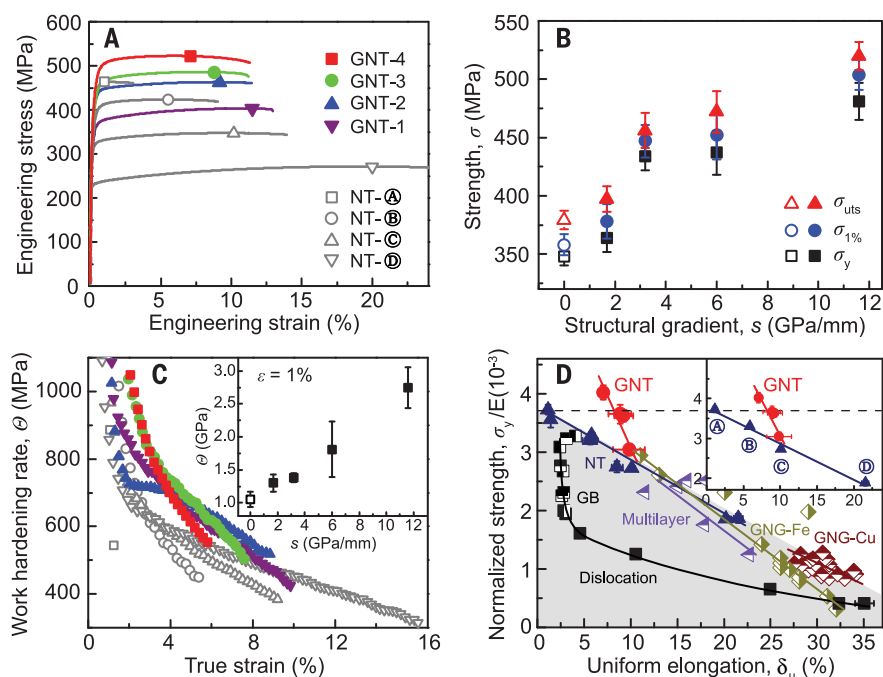 A
GNT-4
GNT-3
GNT-2
GNT-1
NT-Ⓐ
NT-Ⓑ
NT-Ⓒ
NT-Ⓓ
Engineering stress (MPa)
600
500
400
300
200
100
0
0 5 10 15 20
Engineering strain (%)
B
Strength, σ (MPa)
550
500
450
400
350
σuts
σ1%
σy
0 2 4 6 8 10 12
Structural gradient, s (GPa/mm)
C
Work hardening rate, Θ (MPa)
1000
800
600
400
0 4 8 12 16
True strain (%)
ε = 1%
Θ (GPa)
3.0
2.5
2.0
1.5
1.0
0 4 8 12
s (GPa/mm)
D
Normalized strength, σy/E(10⁻³)
5
4
3
2
1
0
0 5 10 15 20 25 30 35
Uniform elongation, δu (%)
GNT
NT
GB
Multilayer
Dislocation
GNG-Fe
GNG-Cu
GNT
Ⓐ
Ⓑ
Ⓒ
Ⓓ
4
3
2
0 5 10 15 20